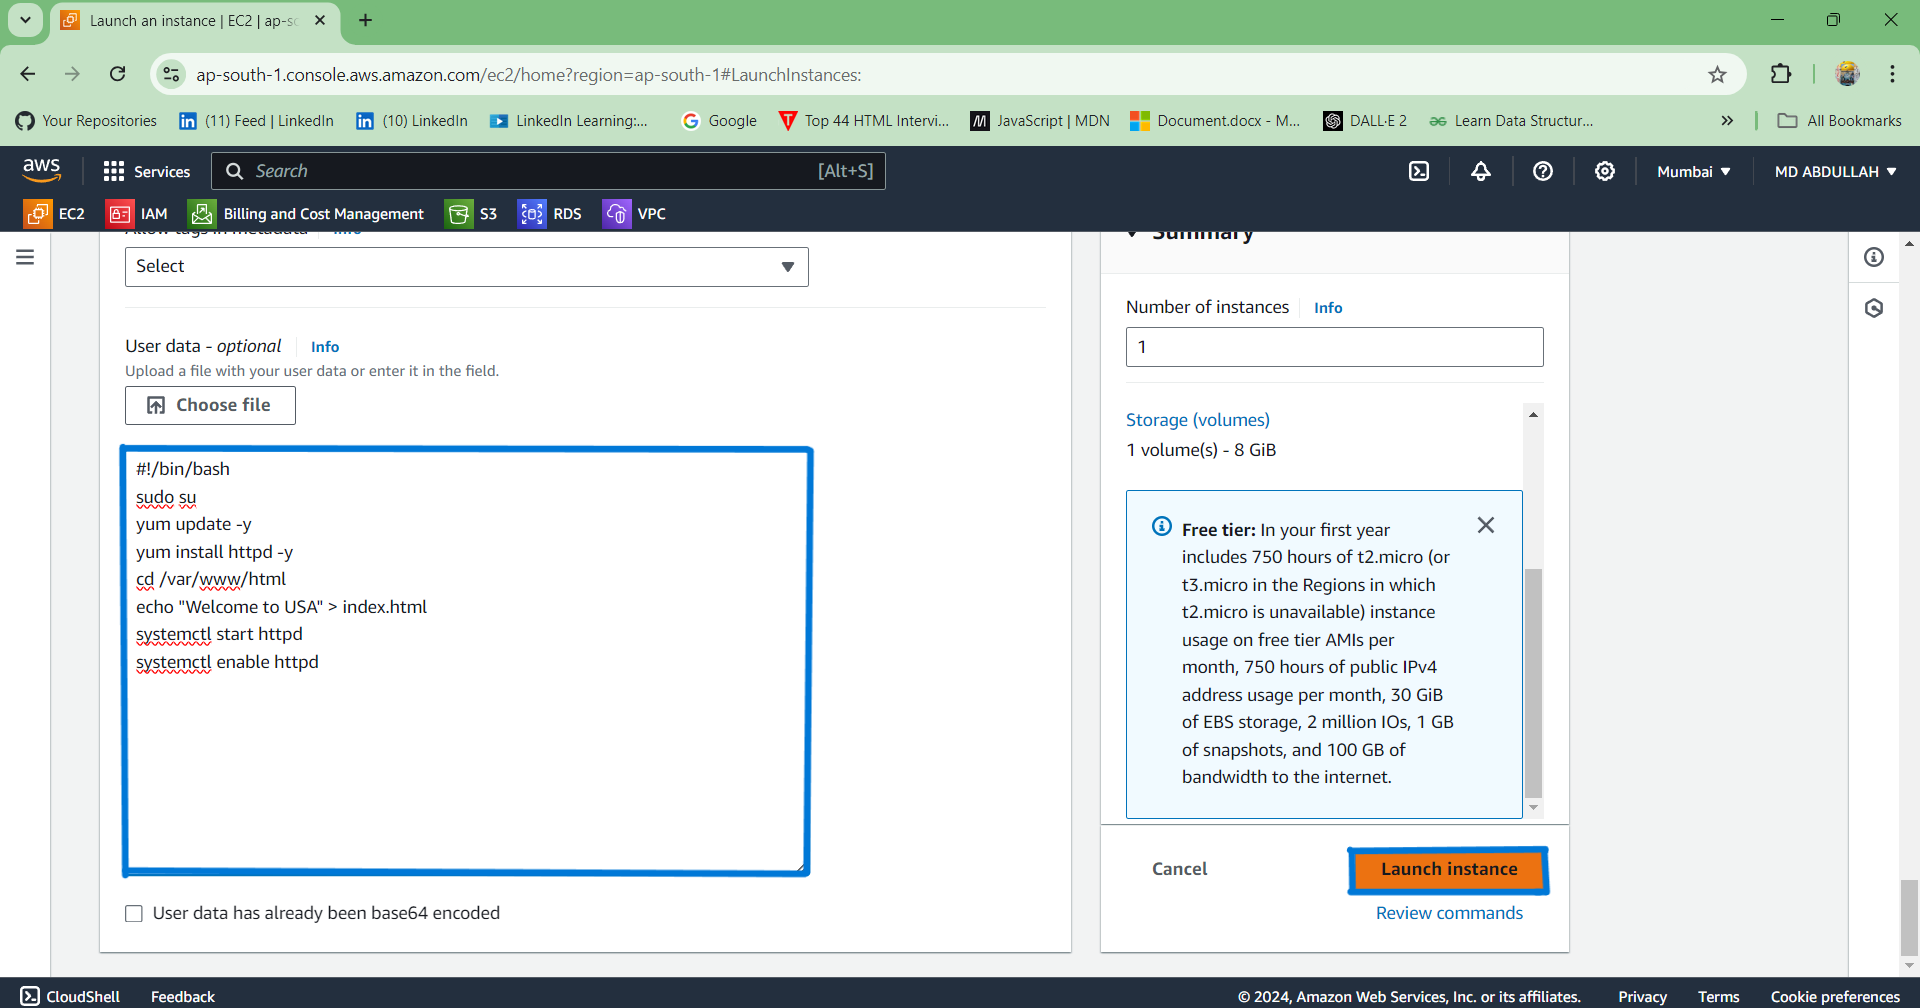 Launch an instance | EC2 | ap-so
ap-south-1.console.aws.amazon.com/ec2/home?region=ap-south-1#LaunchInstances:
Your Repositories
(11) Feed | LinkedIn
(10) LinkedIn
LinkedIn Learning:...
Google
Top 44 HTML Intervi...
JavaScript | MDN
Document.docx - M...
DALL·E 2
Learn Data Structur...
All Bookmarks
aws
Services
Search
[Alt+S]
Mumbai
MD ABDULLAH
EC2
IAM
Billing and Cost Management
S3
RDS
VPC
Allow tags in metadata Info
Select
User data - optional
Info
Upload a file with your user data or enter it in the field.
Choose file
#!/bin/bash
sudo su
yum update -y
yum install httpd -y
cd /var/www/html
echo "Welcome to USA" > index.html
systemctl start httpd
systemctl enable httpd
User data has already been base64 encoded
Summary
Number of instances
Info
1
Storage (volumes)
1 volume(s) - 8 GiB
Free tier: In your first year
includes 750 hours of t2.micro (or
t3.micro in the Regions in which
t2.micro is unavailable) instance
usage on free tier AMIs per
month, 750 hours of public IPv4
address usage per month, 30 GiB
of EBS storage, 2 million IOs, 1 GB
of snapshots, and 100 GB of
bandwidth to the internet.
Cancel
Launch instance
Review commands
CloudShell
Feedback
© 2024, Amazon Web Services, Inc. or its affiliates.
Privacy
Terms
Cookie preferences